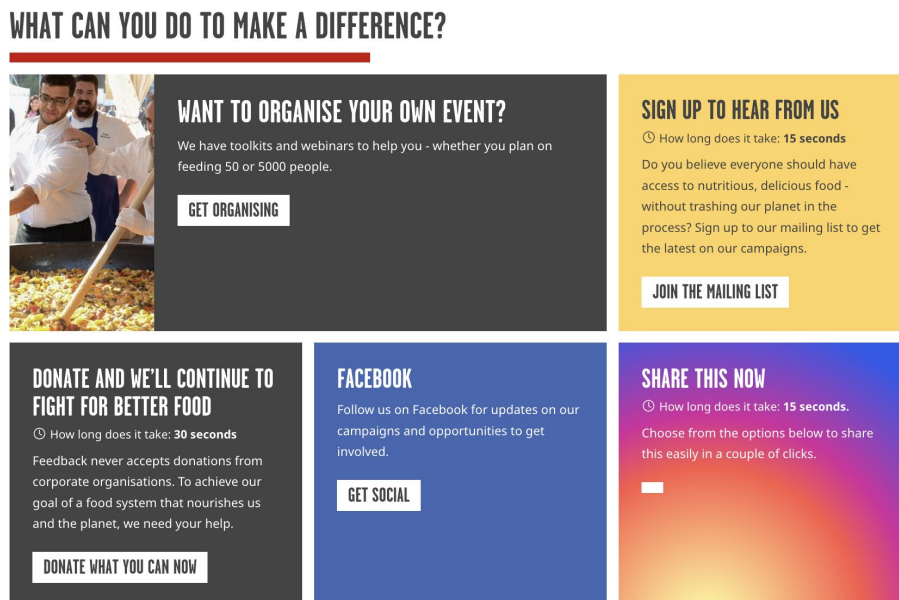 WHAT CAN YOU DO TO MAKE A DIFFERENCE?
WANT TO ORGANISE YOUR OWN EVENT?
We have toolkits and webinars to help you - whether you plan on
feeding 50 or 5000 people.
GET ORGANISING
SIGN UP TO HEAR FROM US
How long does it take: 15 seconds
Do you believe everyone should have
access to nutritious, delicious food -
without trashing our planet in the
process? Sign up to our mailing list to get
the latest on our campaigns.
JOIN THE MAILING LIST
DONATE AND WE'LL CONTINUE TO
FIGHT FOR BETTER FOOD
How long does it take: 30 seconds
Feedback never accepts donations from
corporate organisations. To achieve our
goal of a food system that nourishes us
and the planet, we need your help.
DONATE WHAT YOU CAN NOW
FACEBOOK
Follow us on Facebook for updates on our
campaigns and opportunities to get
involved.
GET SOCIAL
SHARE THIS NOW
How long does it take: 15 seconds.
Choose from the options below to share
this easily in a couple of clicks.